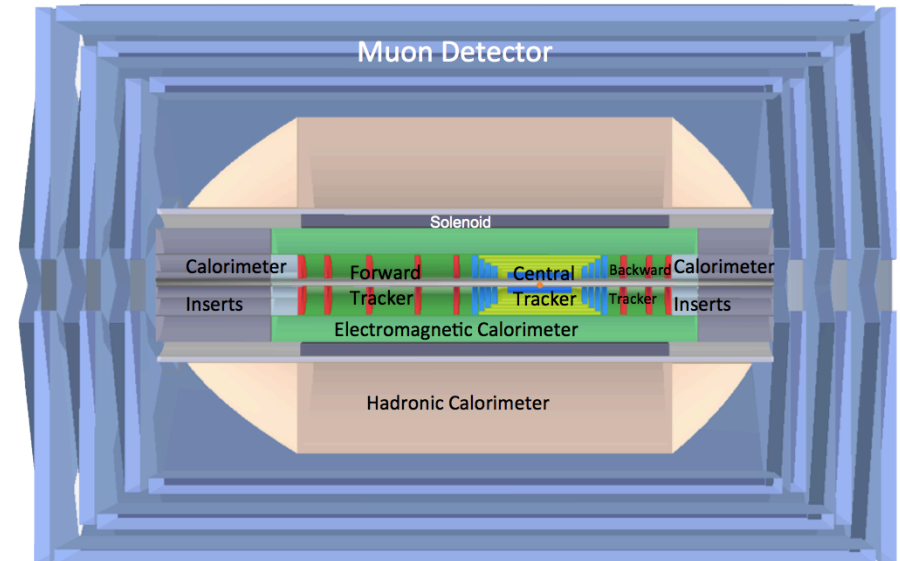 Muon Detector
Solenoid
Calorimeter
Inserts
Forward
Tracker
Central
Tracker
Backward
Tracker
Calorimeter
Inserts
Electromagnetic Calorimeter
Hadronic Calorimeter